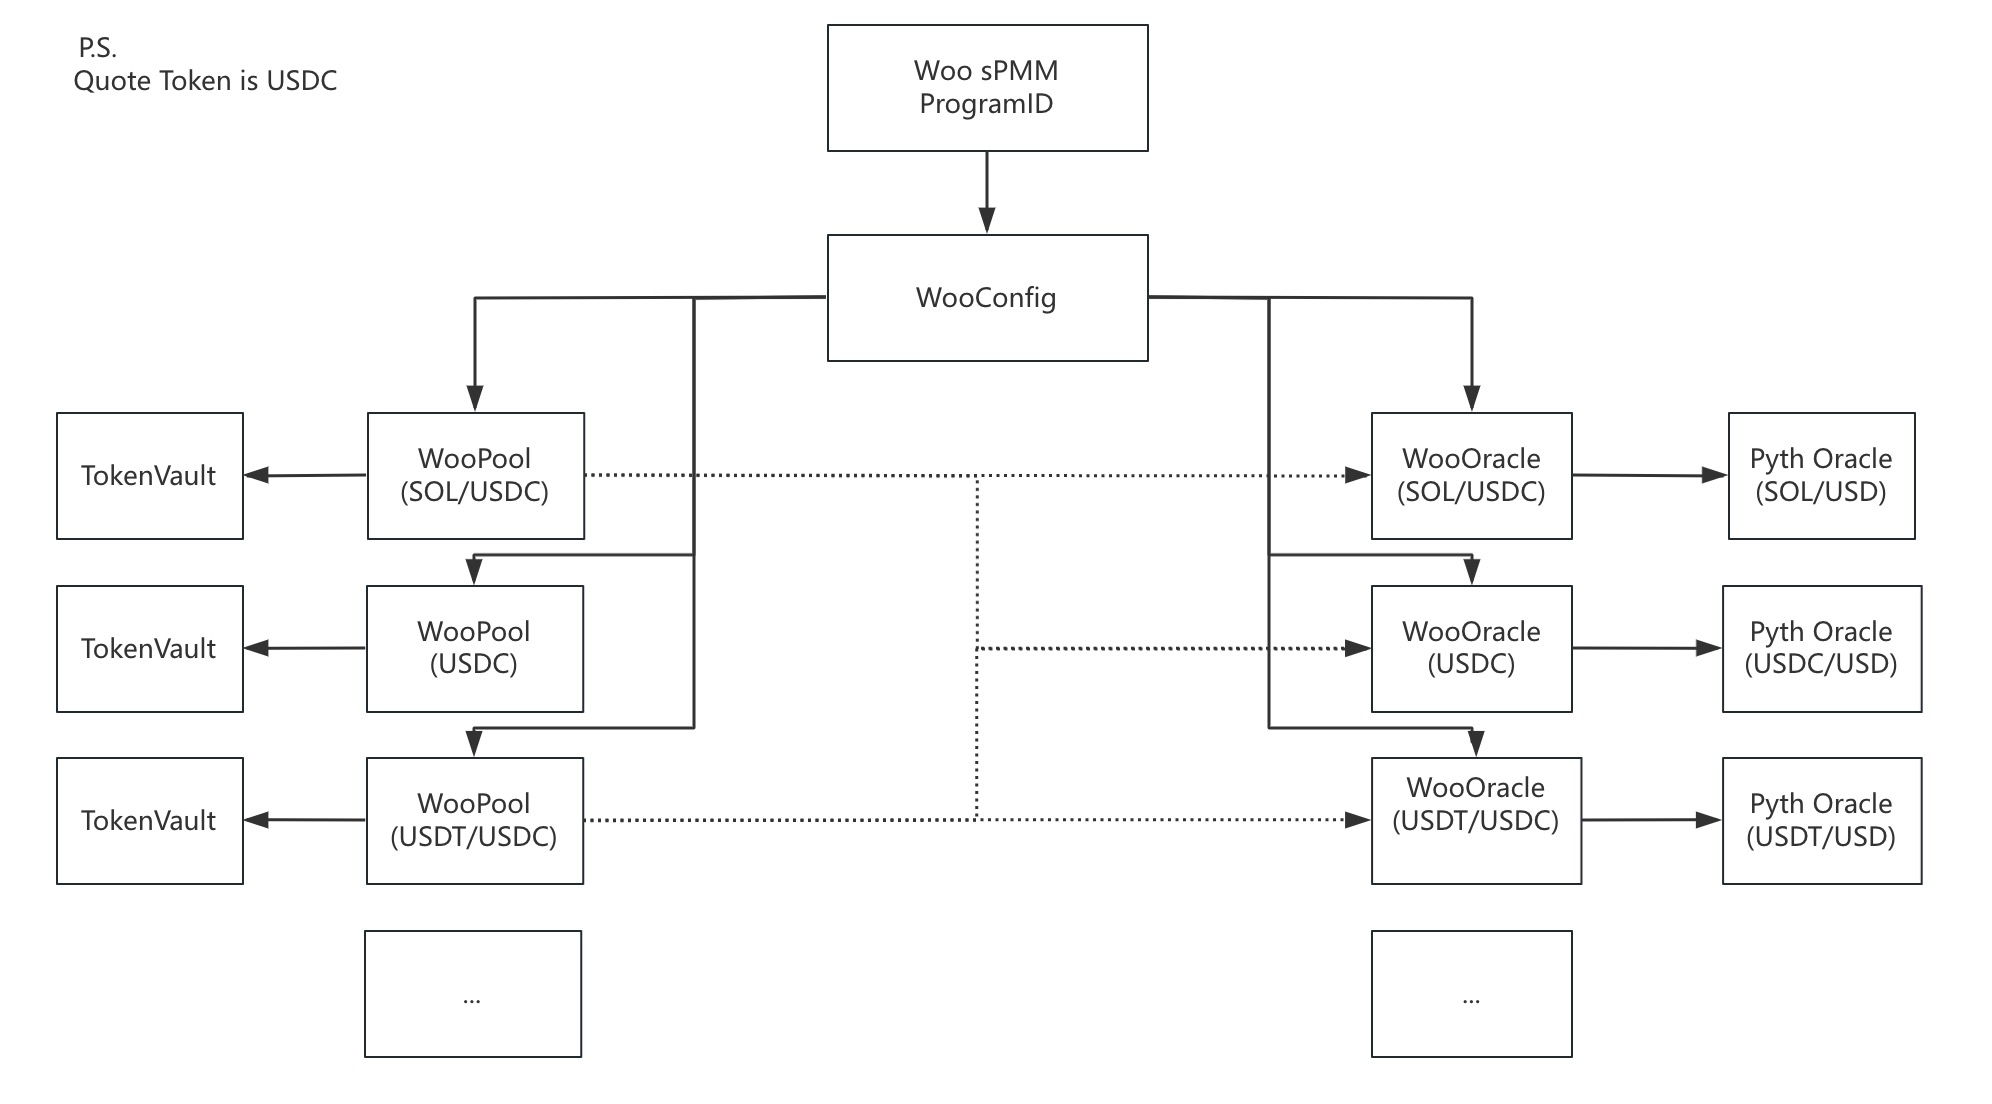 P.S.
Quote Token is USDC
Woo sPMM
ProgramID
WooConfig
TokenVault
WooPool
(SOL/USDC)
WooOracle
(SOL/USDC)
Pyth Oracle
(SOL/USD)
TokenVault
WooPool
(USDC)
WooOracle
(USDC)
Pyth Oracle
(USDC/USD)
TokenVault
WooPool
(USDT/USDC)
WooOracle
(USDT/USDC)
Pyth Oracle
(USDT/USD)
...
...